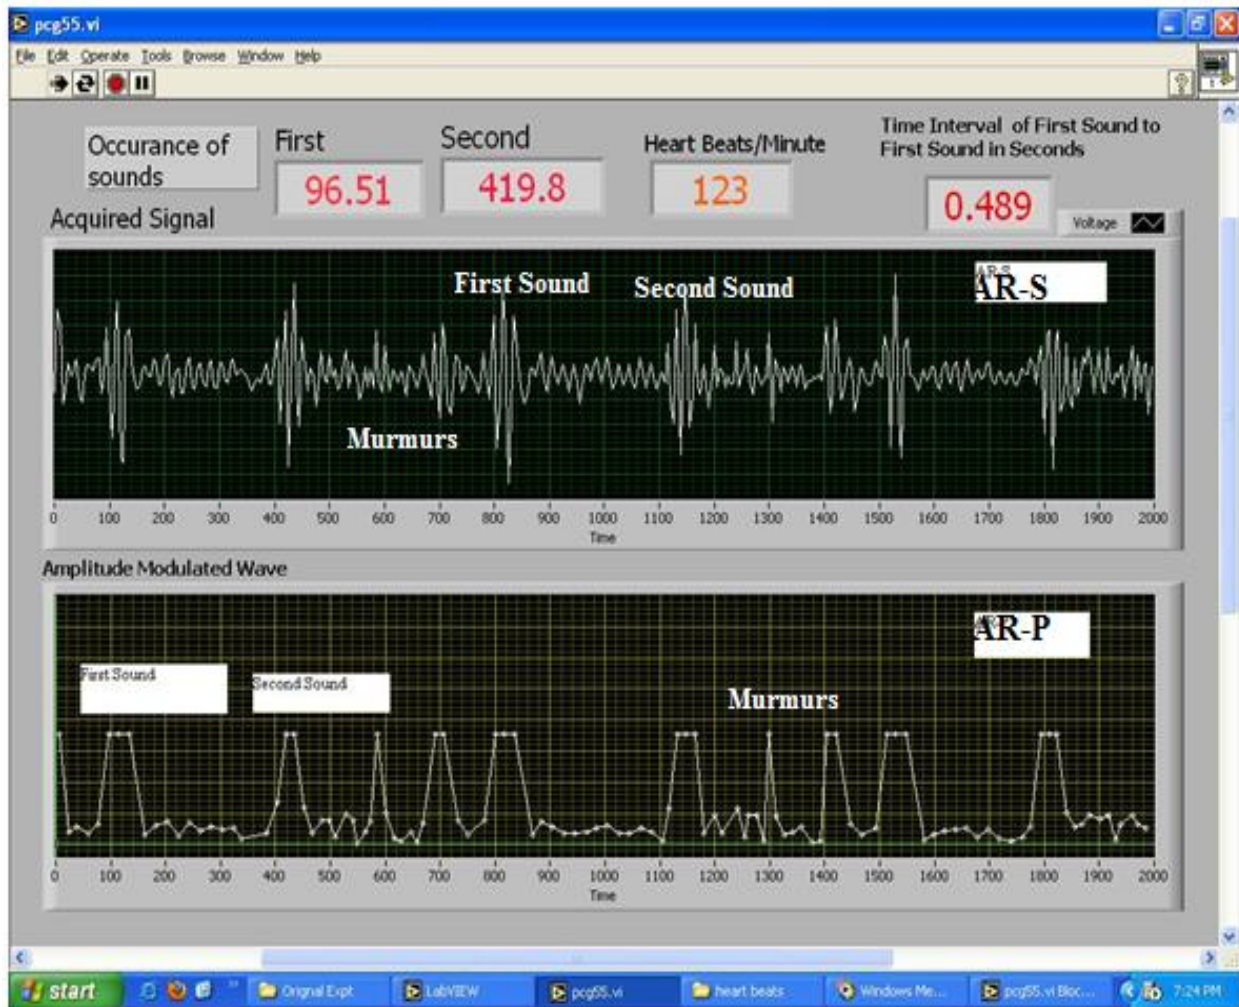 pcg55.vi
File Edit Operate Tools Browse Window Help
Occurance of
sounds
First
96.51
Second
419.8
Heart Beats/Minute
123
Time Interval of First Sound to
First Sound in Seconds
0.489
Acquired Signal
Voltage
First Sound
Second Sound
AR-S
AR-S
Murmurs
0 100 200 300 400 500 600 700 800 900 1000 1100 1200 1300 1400 1500 1600 1700 1800 1900 2000
Time
Amplitude Modulated Wave
AR-P
First Sound
Second Sound
Murmurs
0 100 200 300 400 500 600 700 800 900 1000 1100 1200 1300 1400 1500 1600 1700 1800 1900 2000
Time
start
Orignal Expt
LabVIEW
pcg55.vi
heart beats
Windows Me...
pcg55.vi Bloc...
7:24 PM